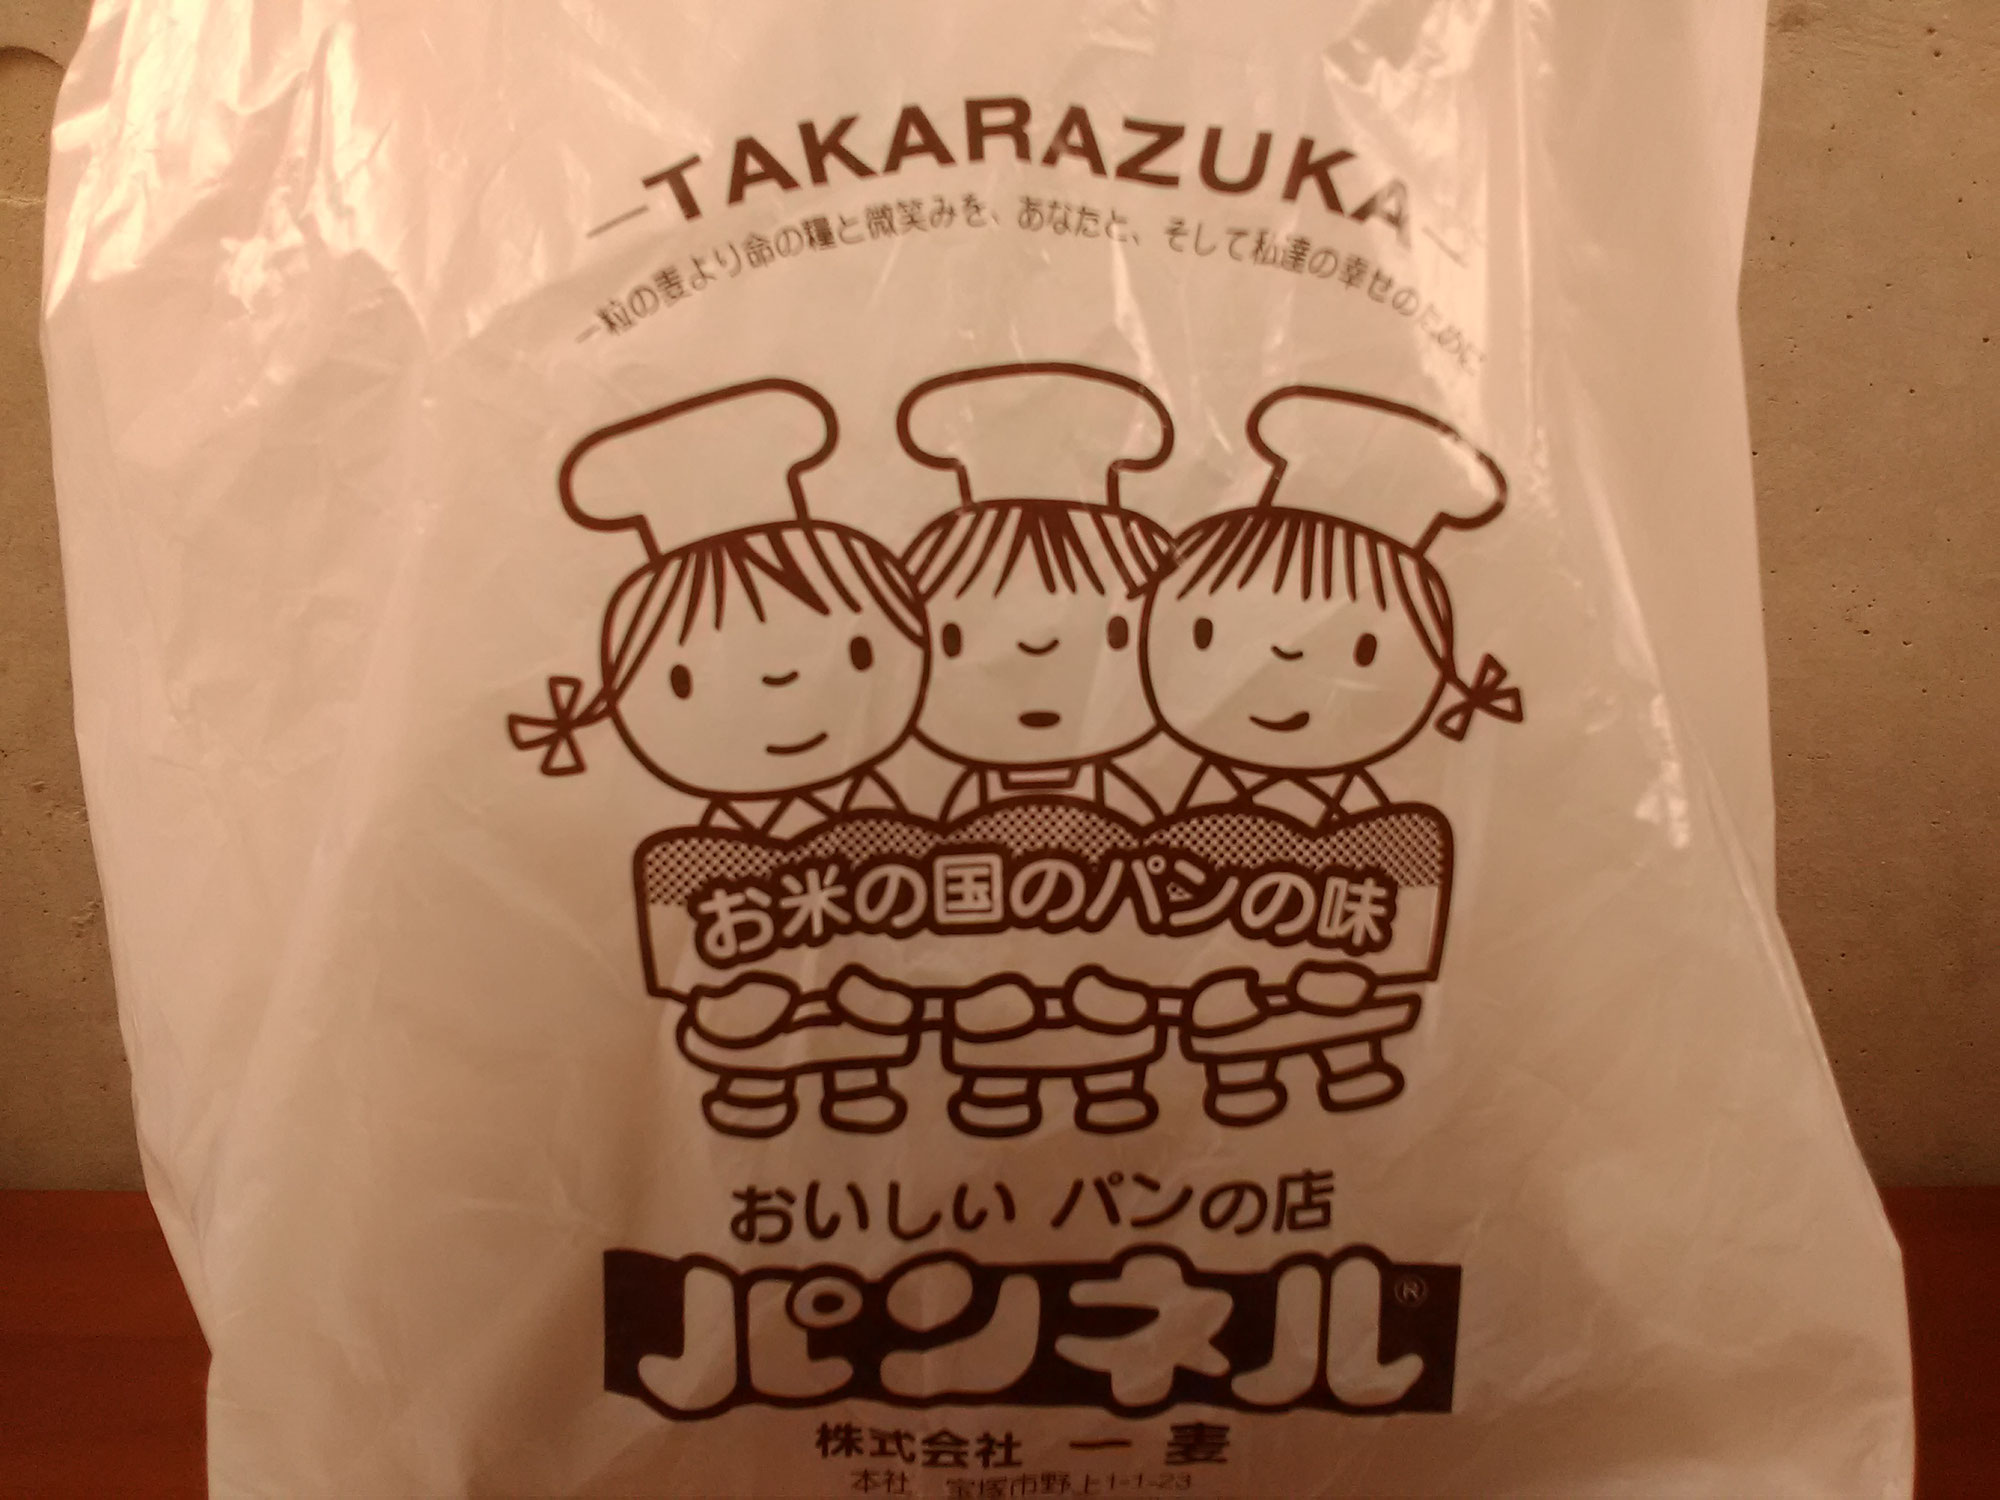 —TAKARAZUKA—
一粒の麦より命の糧と微笑みを、あなたと、そして私達の幸せのために
お米の国のパンの味
おいしいパンの店
パンネル®
株式会社 一麦
本社 宝塚市野上1-1-23